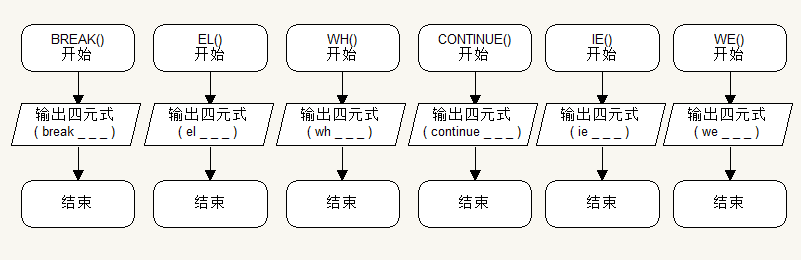 BREAK()
开始
EL()
开始
WH()
开始
CONTINUE()
开始
IE()
开始
WE()
开始
输出四元式
( break _ _ _ )
输出四元式
( el _ _ _ )
输出四元式
( wh _ _ _ )
输出四元式
( continue _ _ _ )
输出四元式
( ie _ _ _ )
输出四元式
( we _ _ _ )
结束
结束
结束
结束
结束
结束